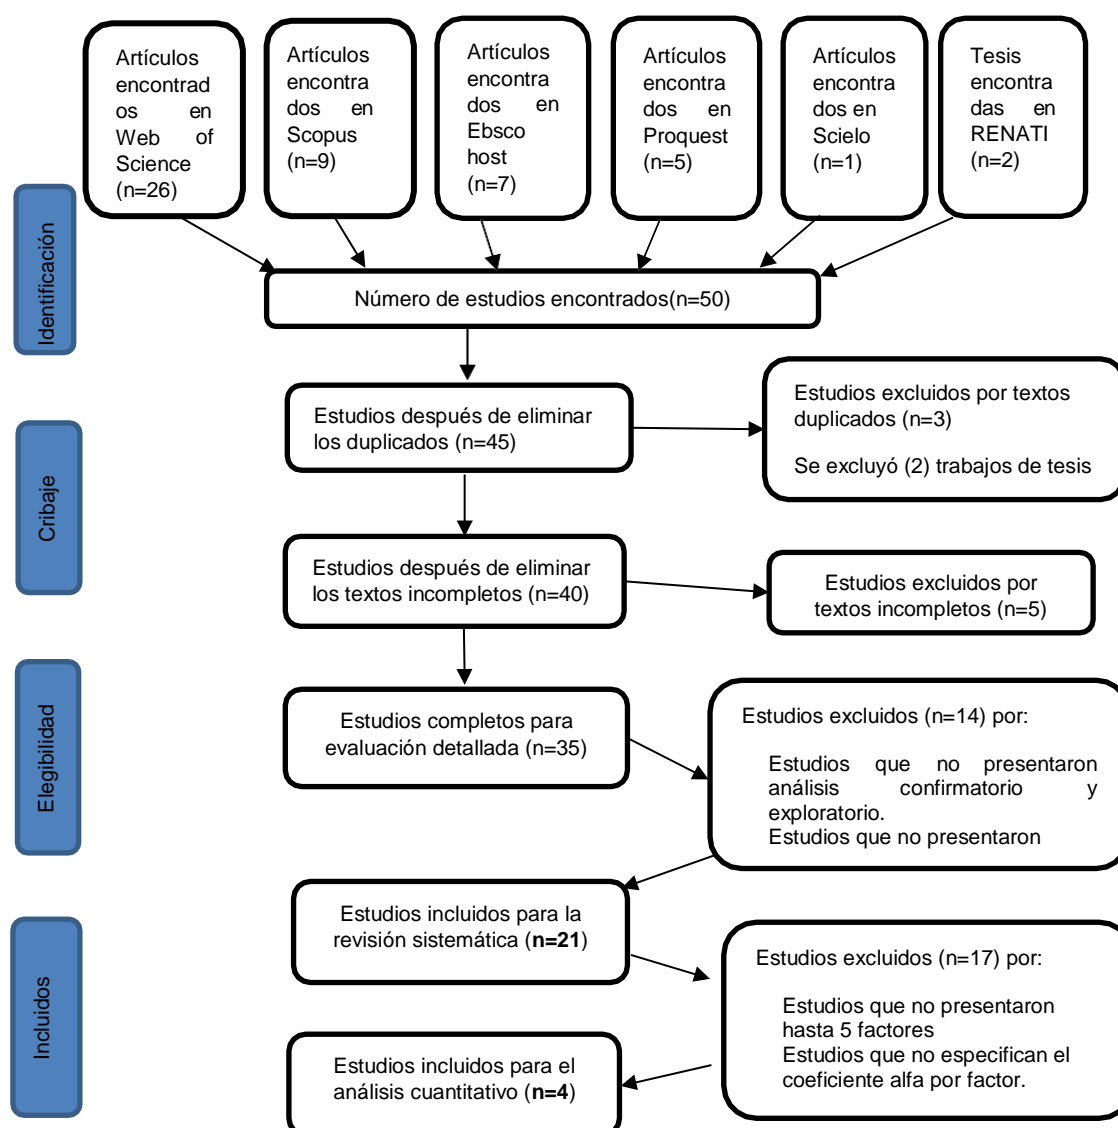 Artículos
encontrad
os en
Web of
Science
(n=26)
Artículos
encontra
dos en
Scopus
(n=9)
Artículos
encontra
dos en
Ebsco
host
(n=7)
Artículos
encontra
dos en
Proquest
(n=5)
Artículos
encontra
dos en
Scielo
(n=1)
Tesis
encontra
das en
RENATI
(n=2)
Identificación
Número de estudios encontrados(n=50)
Estudios después de eliminar
los duplicados (n=45)
Estudios excluidos por textos
duplicados (n=3)
Se excluyó (2) trabajos de tesis
Cribaje
Estudios después de eliminar
los textos incompletos (n=40)
Estudios excluidos por
textos incompletos (n=5)
Elegibilidad
Estudios completos para
evaluación detallada (n=35)
Estudios excluidos (n=14) por:
Estudios que no presentaron
análisis confirmatorio y
exploratorio.
Estudios que no presentaron
Incluidos
Estudios incluidos para la
revisión sistemática (n=21)
Estudios excluidos (n=17) por:
Estudios que no presentaron
hasta 5 factores
Estudios que no especifican el
coeficiente alfa por factor.
Estudios incluidos para el
análisis cuantitativo (n=4)